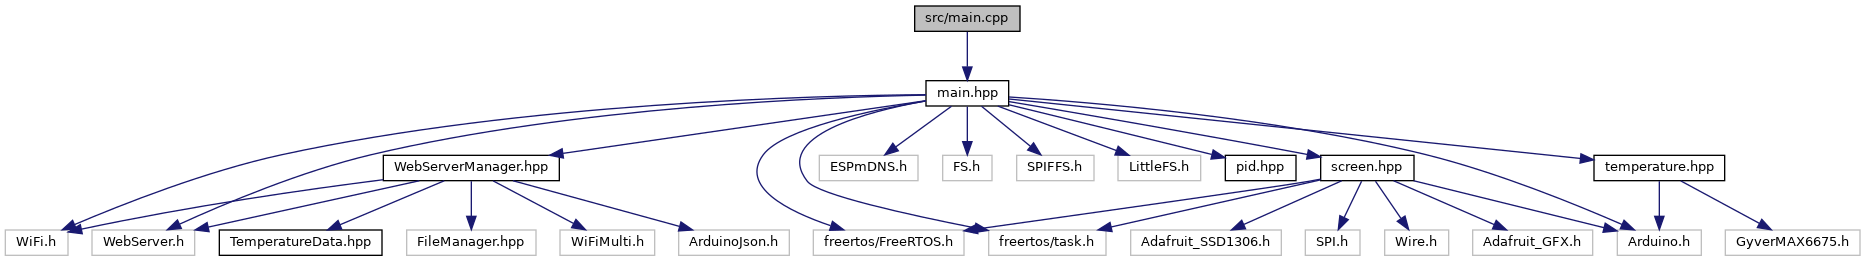 src/main.cpp
main.hpp
WebServerManager.hpp
ESPmDNS.h
FS.h
SPIFFS.h
LittleFS.h
pid.hpp
screen.hpp
temperature.hpp
WiFi.h
WebServer.h
TemperatureData.hpp
FileManager.hpp
WiFiMulti.h
ArduinoJson.h
freertos/FreeRTOS.h
freertos/task.h
Adafruit_SSD1306.h
SPI.h
Wire.h
Adafruit_GFX.h
Arduino.h
GyverMAX6675.h